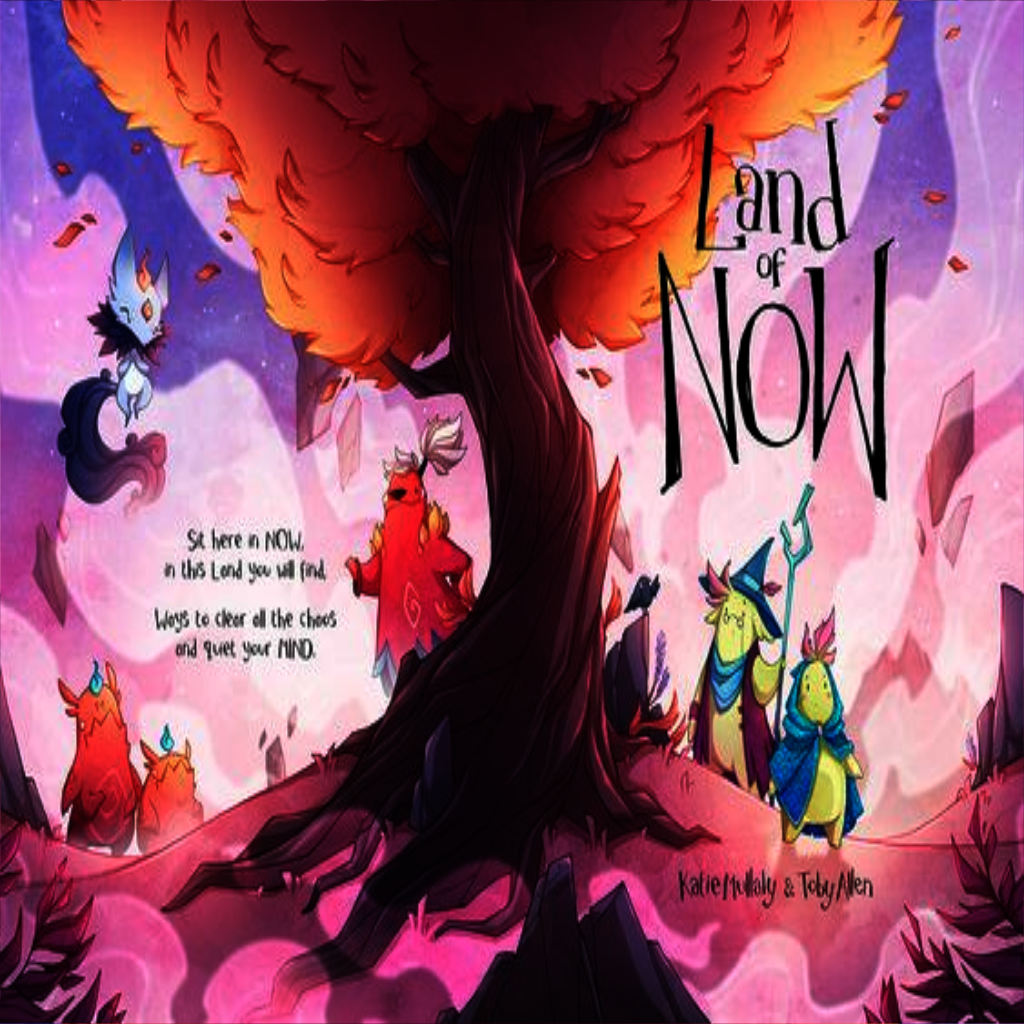 Land
of
NOW
Sit here in NOW,
in this Land you will find,
Ways to clear all the chaos
and quiet your MIND.
Katie Mullaly & Toby Allen